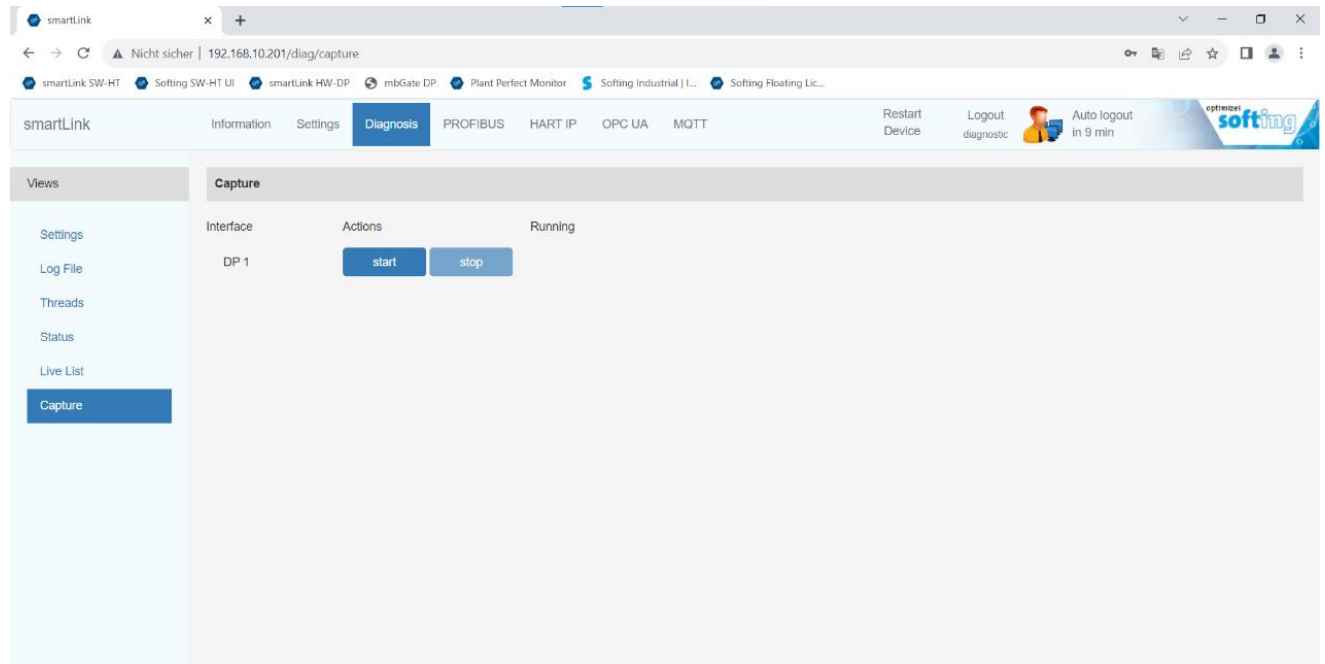 smartLink
Nicht sicher | 192.168.10.201/diag/capture
smartLink SW-HT Softing SW-HT UI smartLink HW-DP mbGate DP Plant Perfect Monitor Softing Industrial | I... Softing Floating Lic...
smartLink Information Settings Diagnosis PROFIBUS HART IP OPC UA MQTT Restart Device Logout diagnostic Auto logout in 9 min optimize! softing
Views
Capture
Interface Actions Running
DP 1 start stop
Settings
Log File
Threads
Status
Live List
Capture